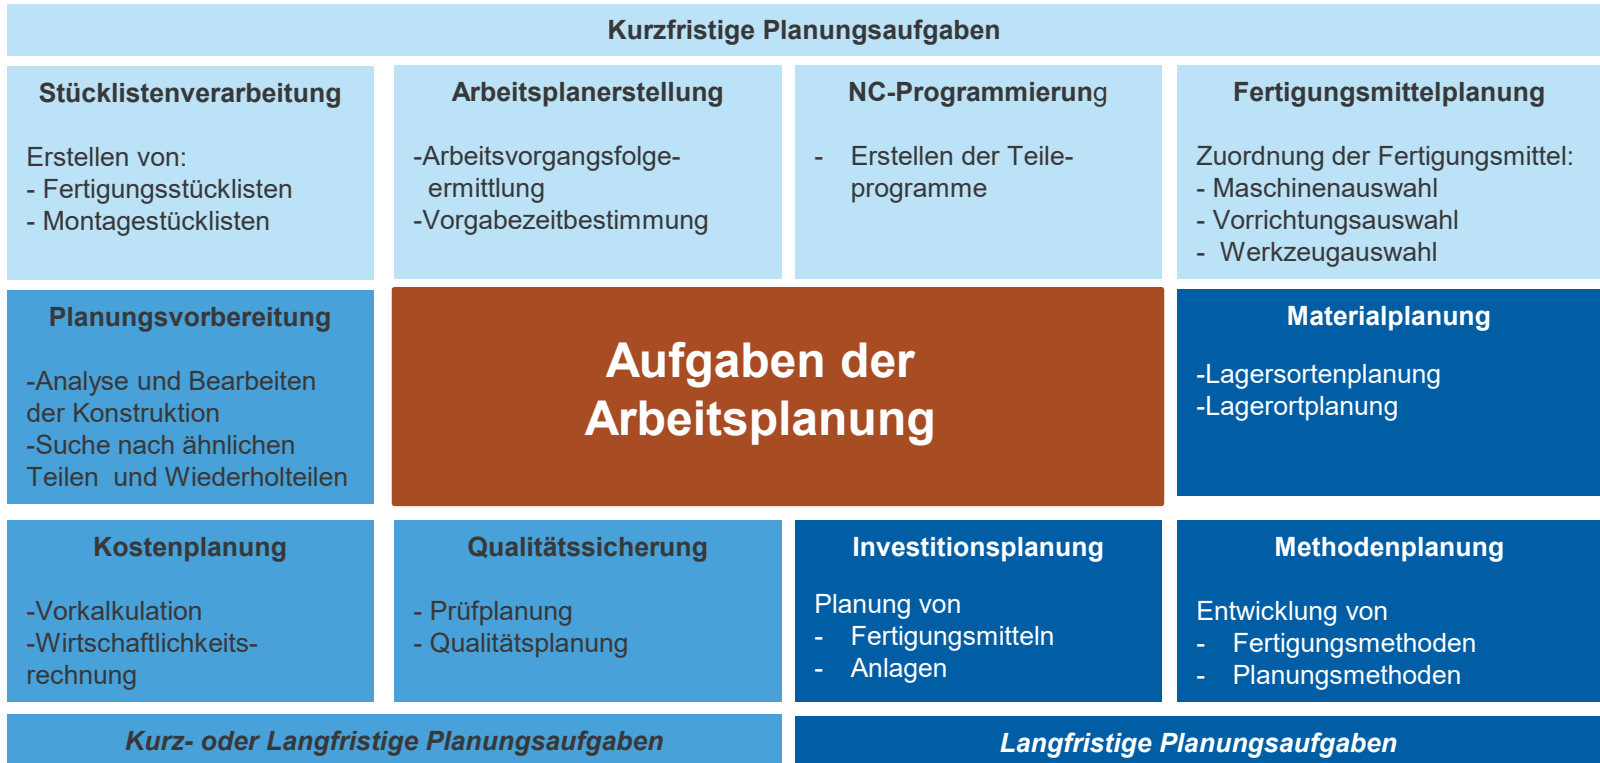 Kurzfristige Planungsaufgaben
Stücklistenverarbeitung
Erstellen von:
- Fertigungsstücklisten
- Montagestücklisten
Arbeitsplanerstellung
-Arbeitsvorgangsfolge-
ermittlung
-Vorgabezeitbestimmung
NC-Programmierung
- Erstellen der Teile-
programme
Fertigungsmittelplanung
Zuordnung der Fertigungsmittel:
- Maschinenauswahl
- Vorrichtungsauswahl
- Werkzeugauswahl
Planungsvorbereitung
-Analyse und Bearbeiten
der Konstruktion
-Suche nach ähnlichen
Teilen und Wiederholteilen
Aufgaben der
Arbeitsplanung
Materialplanung
-Lagersortenplanung
-Lagerortplanung
Kostenplanung
-Vorkalkulation
-Wirtschaftlichkeits-
rechnung
Qualitätssicherung
- Prüfplanung
- Qualitätsplanung
Investitionsplanung
Planung von
- Fertigungsmitteln
- Anlagen
Methodenplanung
Entwicklung von
- Fertigungsmethoden
- Planungsmethoden
Kurz- oder Langfristige Planungsaufgaben
Langfristige Planungsaufgaben